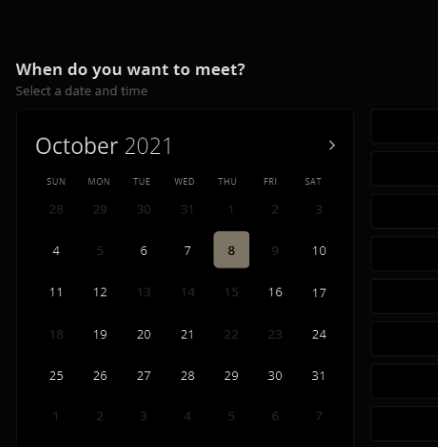 When do you want to meet?
Select a date and time
October 2021 >
SUN MON TUE WED THU FRI SAT
28 29 30 31 1 2 3
4 5 6 7 8 9 10
11 12 13 14 15 16 17
18 19 20 21 22 23 24
25 26 27 28 29 30 31
1 2 3 4 5 6 7